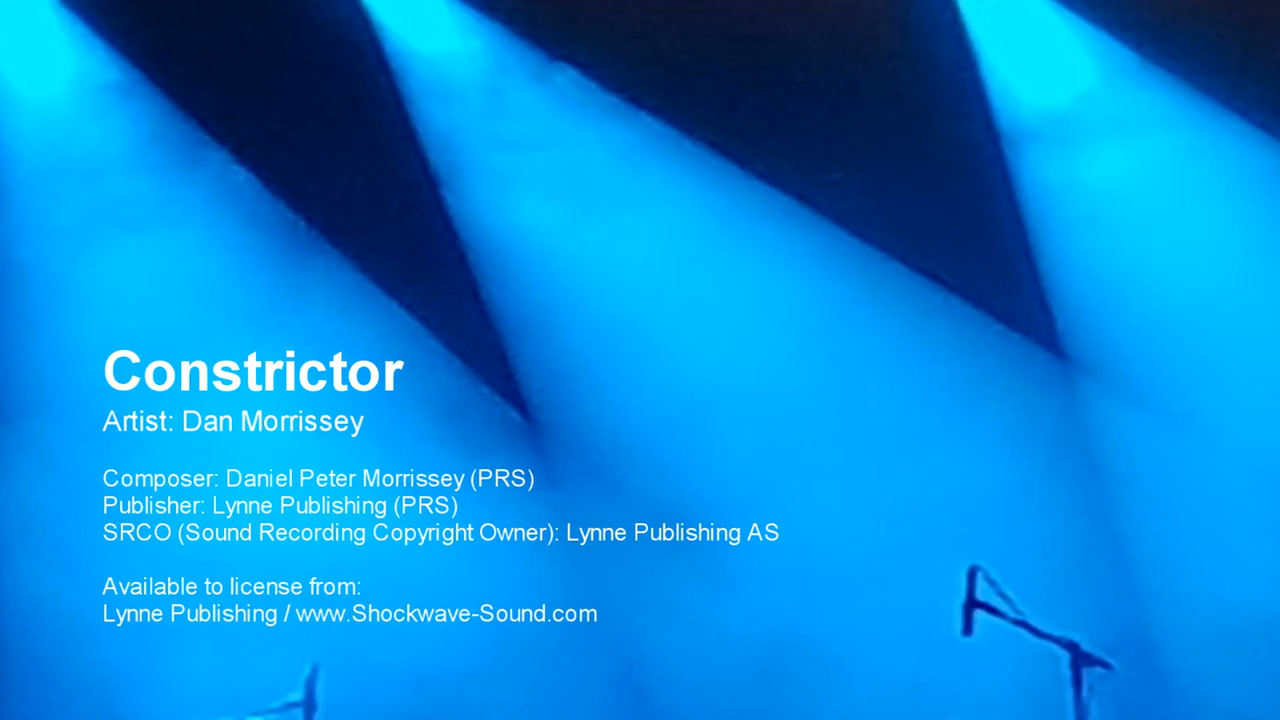 Constrictor
Artist: Dan Morrissey
Composer: Daniel Peter Morrissey (PRS)
Publisher: Lynne Publishing (PRS)
SRCO (Sound Recording Copyright Owner): Lynne Publishing AS
Available to license from:
Lynne Publishing / www.Shockwave-Sound.com